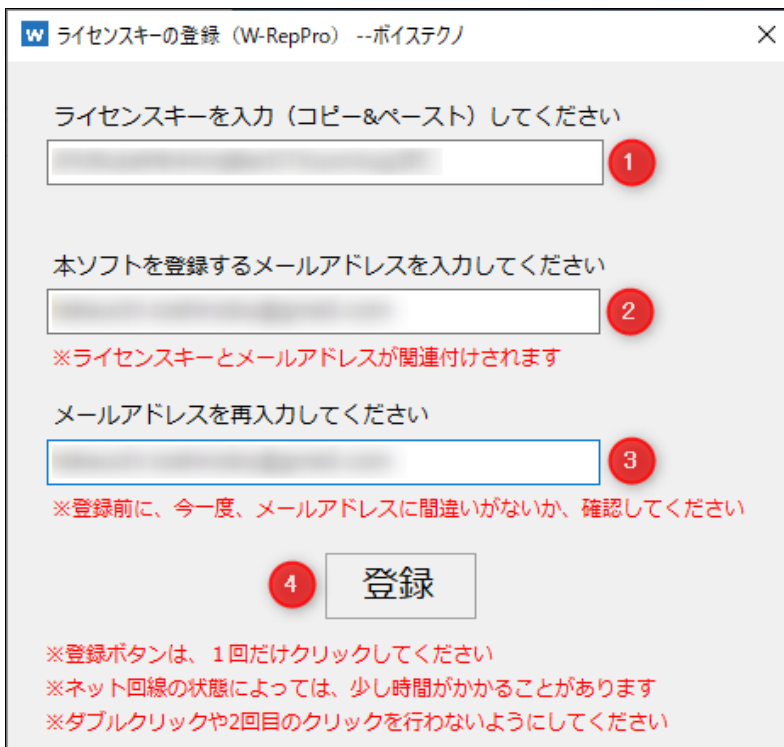 W ライセンスキーの登録（W-RepPro） --ボイステクノ
ライセンスキーを入力（コピー&ペースト）してください
1
本ソフトを登録するメールアドレスを入力してください
2
※ライセンスキーとメールアドレスが関連付けされます
メールアドレスを再入力してください
3
※登録前に、今一度、メールアドレスに間違いがないか、確認してください
4 登録
※登録ボタンは、１回だけクリックしてください
※ネット回線の状態によっては、少し時間がかかることがあります
※ダブルクリックや2回目のクリックを行わないようにしてください